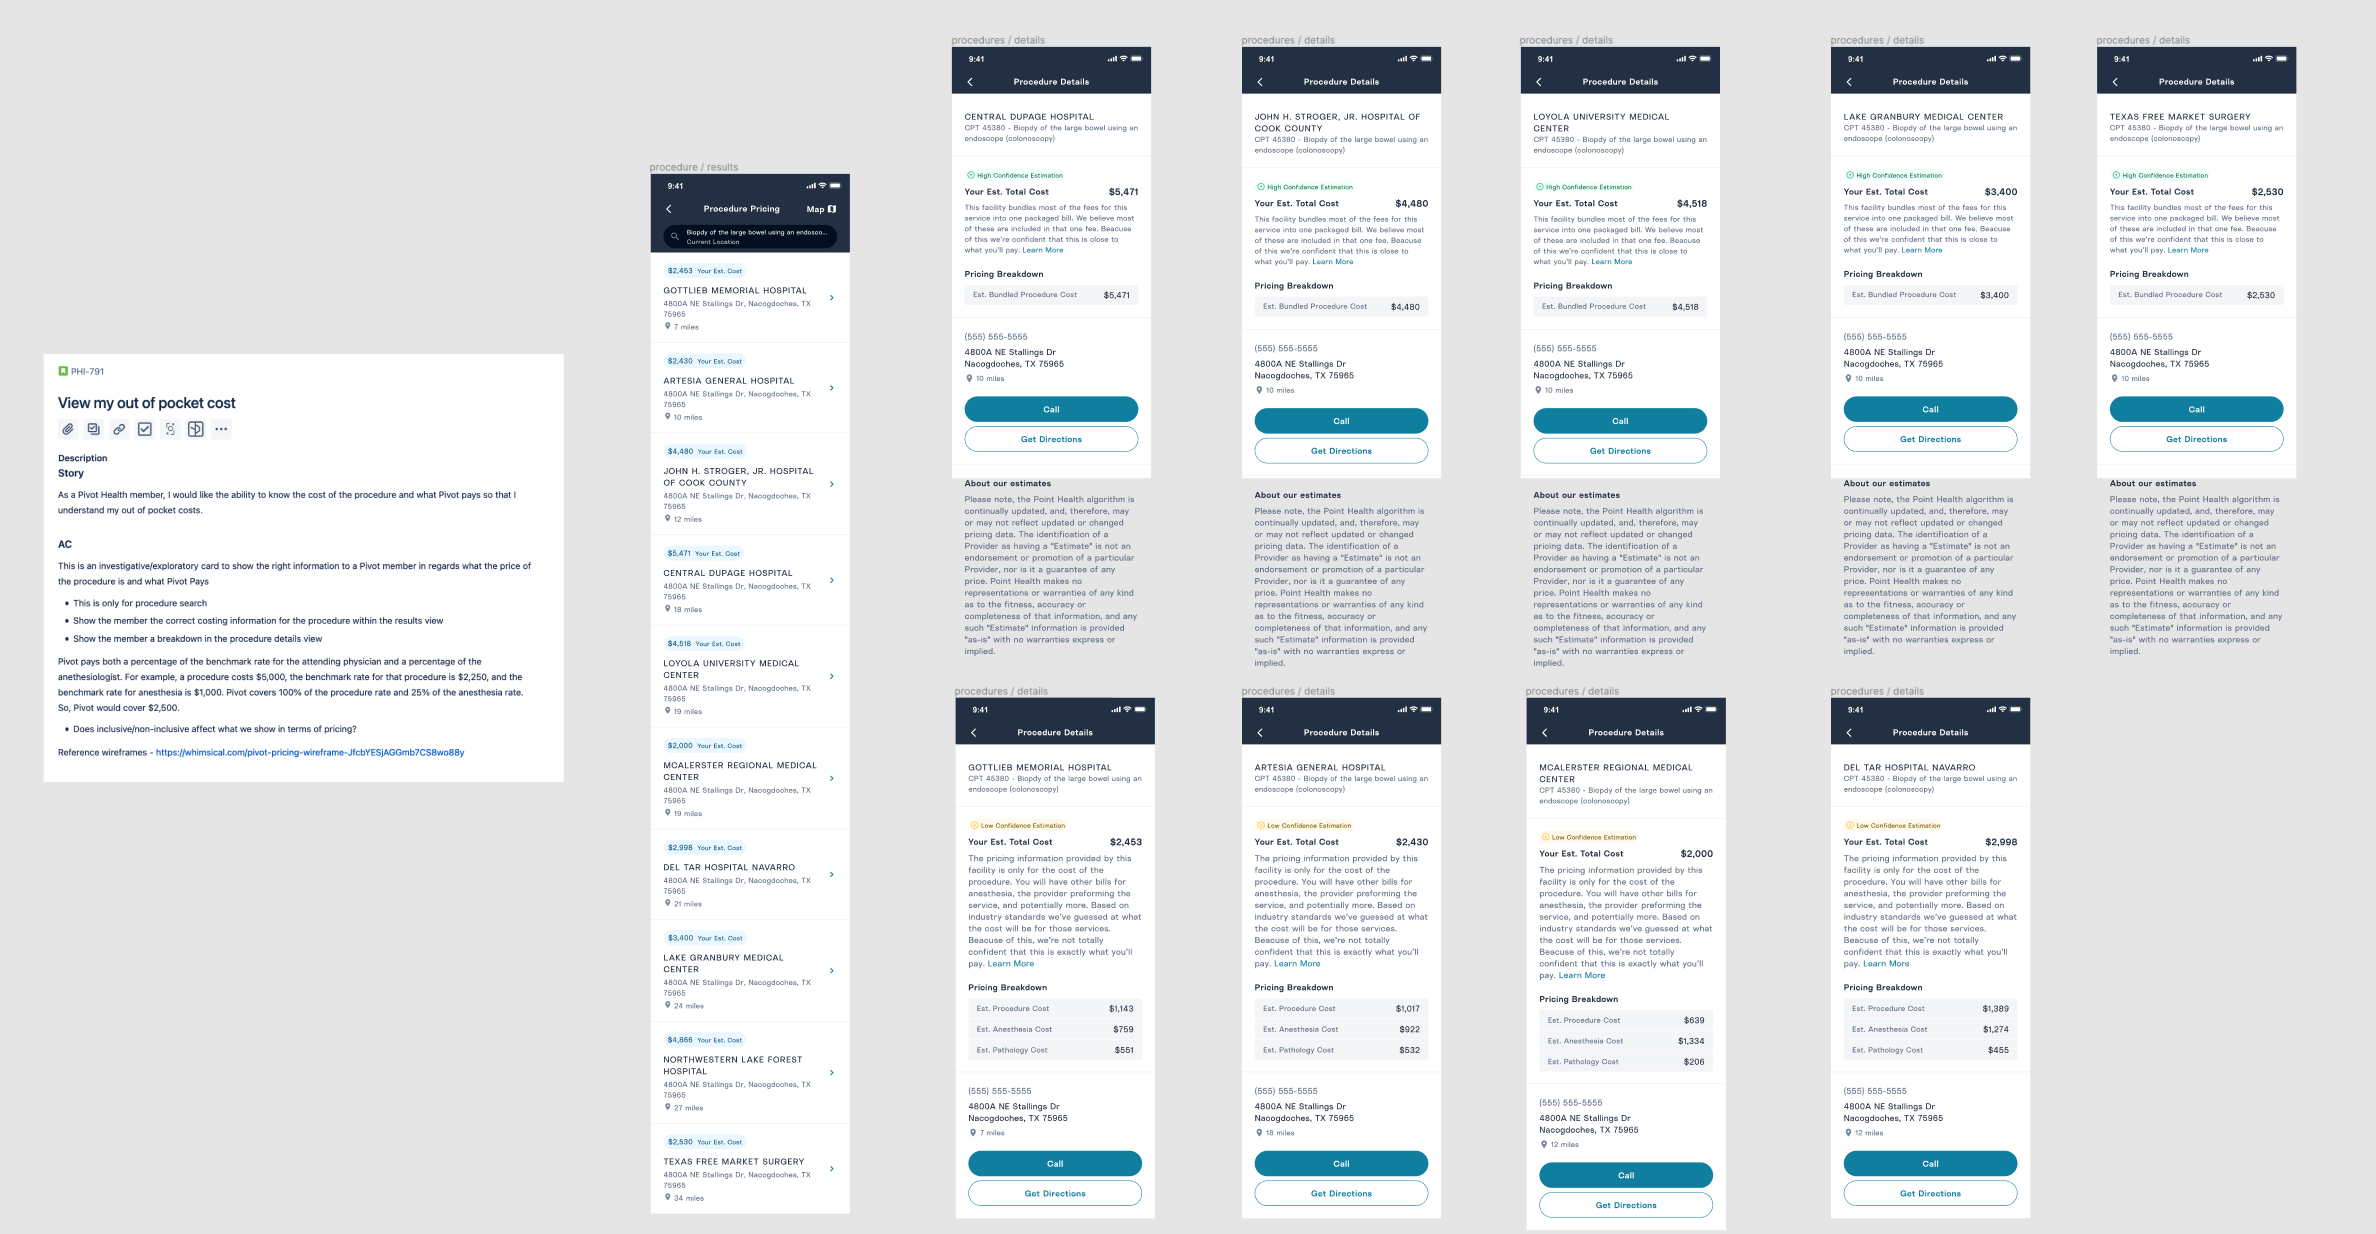 PHI-791
View my out of pocket cost
Description
Story
As a Pivot Health member, I would like the ability to know the cost of the procedure and what Pivot pays so that I
understand my out of pocket costs.
AC
This is an investigative/exploratory card to show the right information to a Pivot member in regards what the price of
the procedure is and what Pivot Pays
• This is only for procedure search
• Show the member the correct costing information for the procedure within the results view
• Show the member a breakdown in the procedure details view
Pivot pays both a percentage of the benchmark rate for the attending physician and a percentage of the
anethesiologist. For example, a procedure costs $5,000, the benchmark rate for that procedure is $2,250, and the
benchmark rate for anesthesia is $1,000. Pivot covers 100% of the procedure rate and 25% of the anesthesia rate.
So, Pivot would cover $2,500.
• Does inclusive/non-inclusive affect what we show in terms of pricing?
Reference wireframes - https://whimsical.com/pivot-pricing-wireframe-JfcbYESjAGGmb7CS8wo88y
procedure / results
9:41
Procedure Pricing Map
Biopdy of the large bowel using an endosco...
Current Location
$2,453 Your Est. Cost
GOTTLIEB MEMORIAL HOSPITAL
4800A NE Stallings Dr, Nacogdoches, TX
75965
7 miles
$2,430 Your Est. Cost
ARTESIA GENERAL HOSPITAL
4800A NE Stallings Dr, Nacogdoches, TX
75965
10 miles
$4,480 Your Est. Cost
JOHN H. STROGER, JR. HOSPITAL
OF COOK COUNTY
4800A NE Stallings Dr, Nacogdoches, TX
75965
12 miles
$5,471 Your Est. Cost
CENTRAL DUPAGE HOSPITAL
4800A NE Stallings Dr, Nacogdoches, TX
75965
18 miles
$4,518 Your Est. Cost
LOYOLA UNIVERSITY MEDICAL
CENTER
4800A NE Stallings Dr, Nacogdoches, TX
75965
19 miles
$2,000 Your Est. Cost
MCALERSTER REGIONAL MEDICAL
CENTER
4800A NE Stallings Dr, Nacogdoches, TX
75965
19 miles
$2,998 Your Est. Cost
DEL TAR HOSPITAL NAVARRO
4800A NE Stallings Dr, Nacogdoches, TX
75965
21 miles
$3,400 Your Est. Cost
LAKE GRANBURY MEDICAL
CENTER
4800A NE Stallings Dr, Nacogdoches, TX
75965
24 miles
$4,866 Your Est. Cost
NORTHWESTERN LAKE FOREST
HOSPITAL
4800A NE Stallings Dr, Nacogdoches, TX
75965
27 miles
$2,530 Your Est. Cost
TEXAS FREE MARKET SURGERY
4800A NE Stallings Dr, Nacogdoches, TX
75965
34 miles
procedures / details
9:41
Procedure Details
CENTRAL DUPAGE HOSPITAL
CPT 45380 - Biopdy of the large bowel using an
endoscope (colonoscopy)
High Confidence Estimation
Your Est. Total Cost $5,471
This facility bundles most of the fees for this
service into one packaged bill. We believe most
of these are included in that one fee. Beacuse
of this we're confident that this is close to
what you'll pay. Learn More
Pricing Breakdown
Est. Bundled Procedure Cost $5,471
(555) 555-5555
4800A NE Stallings Dr
Nacogdoches, TX 75965
10 miles
Call
Get Directions
About our estimates
Please note, the Point Health algorithm is
continually updated, and, therefore, may
or may not reflect updated or changed
pricing data. The identification of a
Provider as having a "Estimate" is not an
endorsement or promotion of a particular
Provider, nor is it a guarantee of any
price. Point Health makes no
representations or warranties of any kind
as to the fitness, accuracy or
completeness of that information, and any
such "Estimate" information is provided
"as-is" with no warranties express or
implied.
procedures / details
9:41
Procedure Details
JOHN H. STROGER, JR. HOSPITAL OF
COOK COUNTY
CPT 45380 - Biopdy of the large bowel using an
endoscope (colonoscopy)
High Confidence Estimation
Your Est. Total Cost $4,480
This facility bundles most of the fees for this
service into one packaged bill. We believe most
of these are included in that one fee. Beacuse
of this we're confident that this is close to
what you'll pay. Learn More
Pricing Breakdown
Est. Bundled Procedure Cost $4,480
(555) 555-5555
4800A NE Stallings Dr
Nacogdoches, TX 75965
10 miles
Call
Get Directions
About our estimates
Please note, the Point Health algorithm is
continually updated, and, therefore, may
or may not reflect updated or changed
pricing data. The identification of a
Provider as having a "Estimate" is not an
endorsement or promotion of a particular
Provider, nor is it a guarantee of any
price. Point Health makes no
representations or warranties of any kind
as to the fitness, accuracy or
completeness of that information, and any
such "Estimate" information is provided
"as-is" with no warranties express or
implied.
procedures / details
9:41
Procedure Details
LOYOLA UNIVERSITY MEDICAL
CENTER
CPT 45380 - Biopdy of the large bowel using an
endoscope (colonoscopy)
High Confidence Estimation
Your Est. Total Cost $4,518
This facility bundles most of the fees for this
service into one packaged bill. We believe most
of these are included in that one fee. Beacuse
of this we're confident that this is close to
what you'll pay. Learn More
Pricing Breakdown
Est. Bundled Procedure Cost $4,518
(555) 555-5555
4800A NE Stallings Dr
Nacogdoches, TX 75965
10 miles
Call
Get Directions
About our estimates
Please note, the Point Health algorithm is
continually updated, and, therefore, may
or may not reflect updated or changed
pricing data. The identification of a
Provider as having a "Estimate" is not an
endorsement or promotion of a particular
Provider, nor is it a guarantee of any
price. Point Health makes no
representations or warranties of any kind
as to the fitness, accuracy or
completeness of that information, and any
such "Estimate" information is provided
"as-is" with no warranties express or
implied.
procedures / details
9:41
Procedure Details
LAKE GRANBURY MEDICAL CENTER
CPT 45380 - Biopdy of the large bowel using an
endoscope (colonoscopy)
High Confidence Estimation
Your Est. Total Cost $3,400
This facility bundles most of the fees for this
service into one packaged bill. We believe most
of these are included in that one fee. Beacuse
of this we're confident that this is close to
what you'll pay. Learn More
Pricing Breakdown
Est. Bundled Procedure Cost $3,400
(555) 555-5555
4800A NE Stallings Dr
Nacogdoches, TX 75965
10 miles
Call
Get Directions
About our estimates
Please note, the Point Health algorithm is
continually updated, and, therefore, may
or may not reflect updated or changed
pricing data. The identification of a
Provider as having a "Estimate" is not an
endorsement or promotion of a particular
Provider, nor is it a guarantee of any
price. Point Health makes no
representations or warranties of any kind
as to the fitness, accuracy or
completeness of that information, and any
such "Estimate" information is provided
"as-is" with no warranties express or
implied.
procedures / details
9:41
Procedure Details
TEXAS FREE MARKET SURGERY
CPT 45380 - Biopdy of the large bowel using an
endoscope (colonoscopy)
High Confidence Estimation
Your Est. Total Cost $2,530
This facility bundles most of the fees for this
service into one packaged bill. We believe most
of these are included in that one fee. Beacuse
of this we're confident that this is close to
what you'll pay. Learn More
Pricing Breakdown
Est. Bundled Procedure Cost $2,530
(555) 555-5555
4800A NE Stallings Dr
Nacogdoches, TX 75965
10 miles
Call
Get Directions
About our estimates
Please note, the Point Health algorithm is
continually updated, and, therefore, may
or may not reflect updated or changed
pricing data. The identification of a
Provider as having a "Estimate" is not an
endorsement or promotion of a particular
Provider, nor is it a guarantee of any
price. Point Health makes no
representations or warranties of any kind
as to the fitness, accuracy or
completeness of that information, and any
such "Estimate" information is provided
"as-is" with no warranties express or
implied.
procedures / details
9:41
Procedure Details
GOTTLIEB MEMORIAL HOSPITAL
CPT 45380 - Biopdy of the large bowel using an
endoscope (colonoscopy)
Low Confidence Estimation
Your Est. Total Cost $2,453
The pricing information provided by this
facility is only for the cost of the
procedure. You will have other bills for
anesthesia, the provider preforming the
service, and potentially more. Based on
industry standards we've guessed at what
the cost will be for those services.
Beacuse of this, we're not totally
confident that this is exactly what you'll
pay. Learn More
Pricing Breakdown
Est. Procedure Cost $1,143
Est. Anesthesia Cost $759
Est. Pathology Cost $551
(555) 555-5555
4800A NE Stallings Dr
Nacogdoches, TX 75965
7 miles
Call
Get Directions
procedures / details
9:41
Procedure Details
ARTESIA GENERAL HOSPITAL
CPT 45380 - Biopdy of the large bowel using an
endoscope (colonoscopy)
Low Confidence Estimation
Your Est. Total Cost $2,430
The pricing information provided by this
facility is only for the cost of the
procedure. You will have other bills for
anesthesia, the provider preforming the
service, and potentially more. Based on
industry standards we've guessed at what
the cost will be for those services.
Beacuse of this, we're not totally
confident that this is exactly what you'll
pay. Learn More
Pricing Breakdown
Est. Procedure Cost $1,017
Est. Anesthesia Cost $922
Est. Pathology Cost $532
(555) 555-5555
4800A NE Stallings Dr
Nacogdoches, TX 75965
18 miles
Call
Get Directions
procedures / details
9:41
Procedure Details
MCALERSTER REGIONAL MEDICAL
CENTER
CPT 45380 - Biopdy of the large bowel using an
endoscope (colonoscopy)
Low Confidence Estimation
Your Est. Total Cost $2,000
The pricing information provided by this
facility is only for the cost of the
procedure. You will have other bills for
anesthesia, the provider preforming the
service, and potentially more. Based on
industry standards we've guessed at what
the cost will be for those services.
Beacuse of this, we're not totally
confident that this is exactly what you'll
pay. Learn More
Pricing Breakdown
Est. Procedure Cost $639
Est. Anesthesia Cost $1,334
Est. Pathology Cost $206
(555) 555-5555
4800A NE Stallings Dr
Nacogdoches, TX 75965
12 miles
Call
Get Directions
procedures / details
9:41
Procedure Details
DEL TAR HOSPITAL NAVARRO
CPT 45380 - Biopdy of the large bowel using an
endoscope (colonoscopy)
Low Confidence Estimation
Your Est. Total Cost $2,998
The pricing information provided by this
facility is only for the cost of the
procedure. You will have other bills for
anesthesia, the provider preforming the
service, and potentially more. Based on
industry standards we've guessed at what
the cost will be for those services.
Beacuse of this, we're not totally
confident that this is exactly what you'll
pay. Learn More
Pricing Breakdown
Est. Procedure Cost $1,389
Est. Anesthesia Cost $1,274
Est. Pathology Cost $455
(555) 555-5555
4800A NE Stallings Dr
Nacogdoches, TX 75965
12 miles
Call
Get Directions